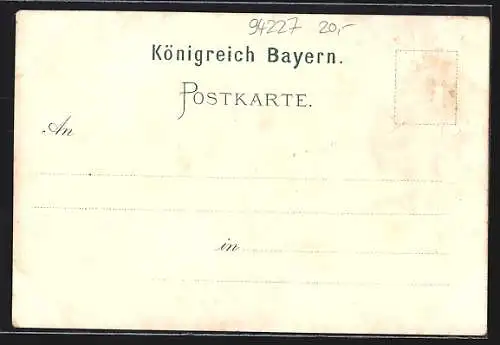 94227 20,-
Königreich Bayern.
POSTKARTE.
An
in